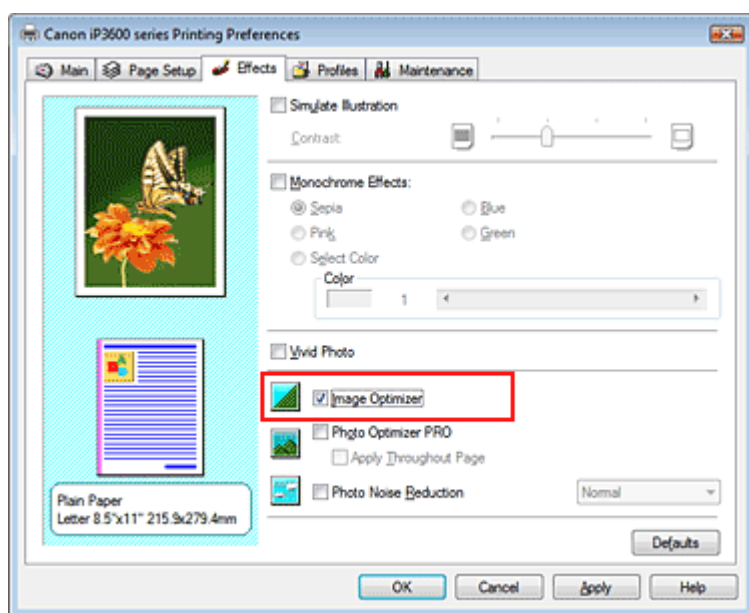 Canon iP3600 series Printing Preferences
Main Page Setup Effects Profiles Maintenance
Simulate Illustration
Contrast:
Monochrome Effects:
Sepia Blue
Pink Green
Select Color
Color
1
Vivid Photo
Image Optimizer
Photo Optimizer PRO
Apply Throughout Page
Photo Noise Reduction Normal
Plain Paper
Letter 8.5"x11" 215.9x279.4mm
Defaults
OK Cancel Apply Help